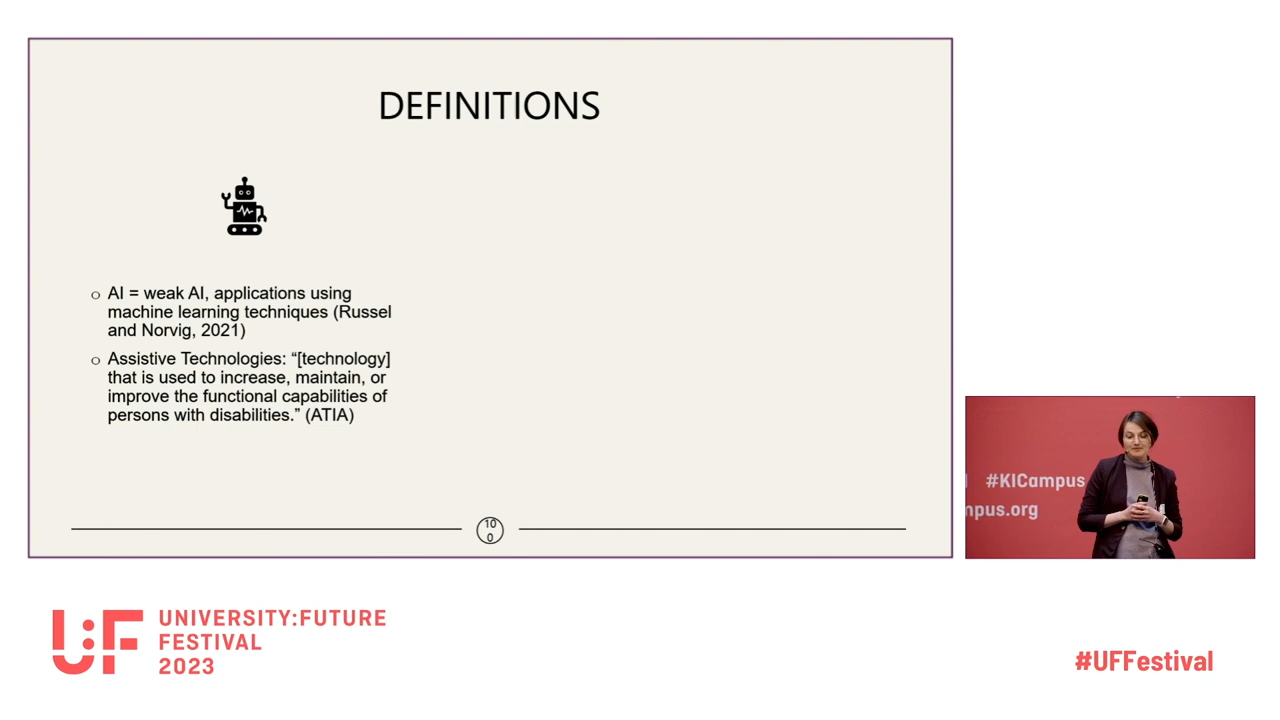 DEFINITIONS
o AI = weak AI, applications using
machine learning techniques (Russel
and Norvig, 2021)
o Assistive Technologies: “[technology]
that is used to increase, maintain, or
improve the functional capabilities of
persons with disabilities.” (ATIA)
10
0
#KICampus
mpus.org
U:F
UNIVERSITY:FUTURE
FESTIVAL
2023
#UFFestival